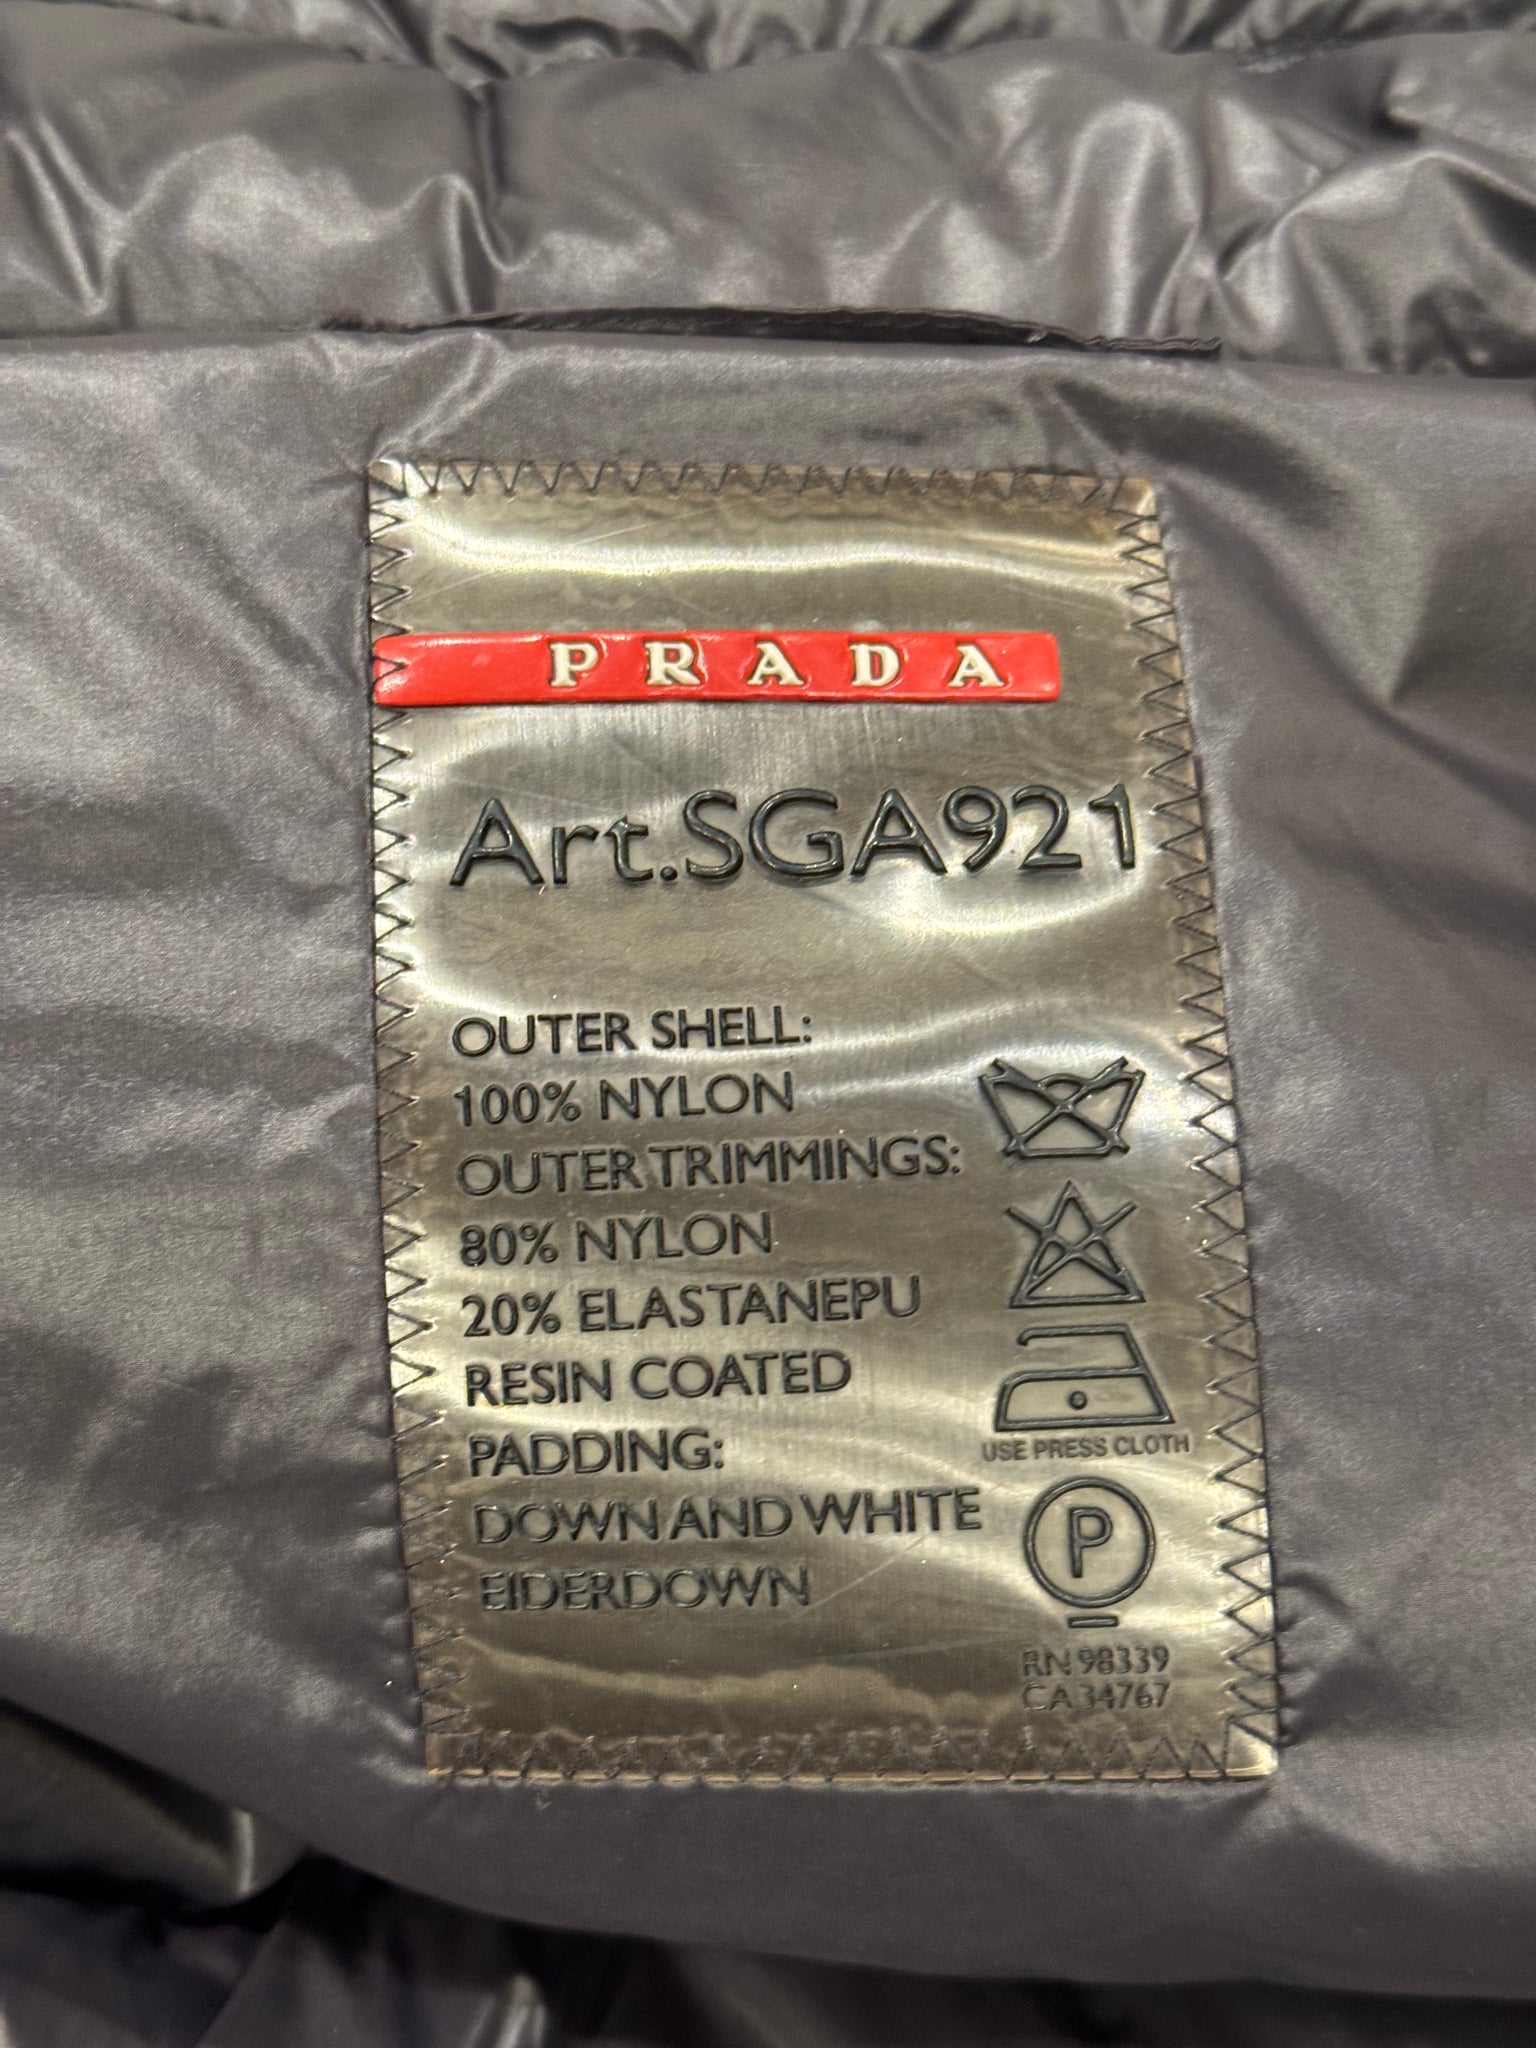 PRADA
Art.SGA921
OUTER SHELL:
100% NYLON
OUTER TRIMMINGS:
80% NYLON
20% ELASTANEPU
RESIN COATED
PADDING:
DOWN AND WHITE
EIDERDOWN
USE PRESS CLOTH
P
RN 98339
CA 34767